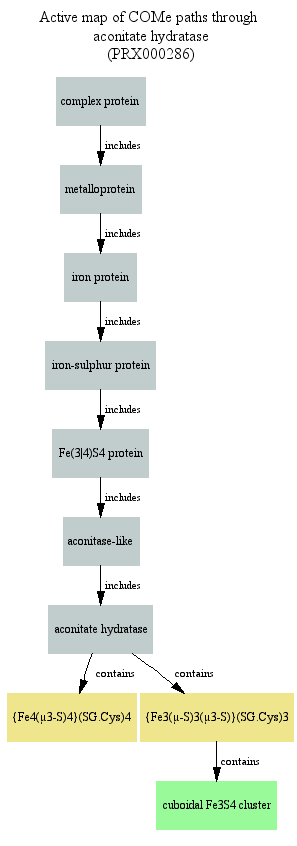 Active map of COMe paths through
aconitate hydratase
(PRX000286)
complex protein
includes
metalloprotein
includes
iron protein
includes
iron-sulphur protein
includes
Fe(3|4)S4 protein
includes
aconitase-like
includes
aconitate hydratase
contains
contains
{Fe4(µ3-S)4}(SG.Cys)4
{Fe3(µ-S)3(µ3-S)}(SG.Cys)3
contains
cuboidal Fe3S4 cluster